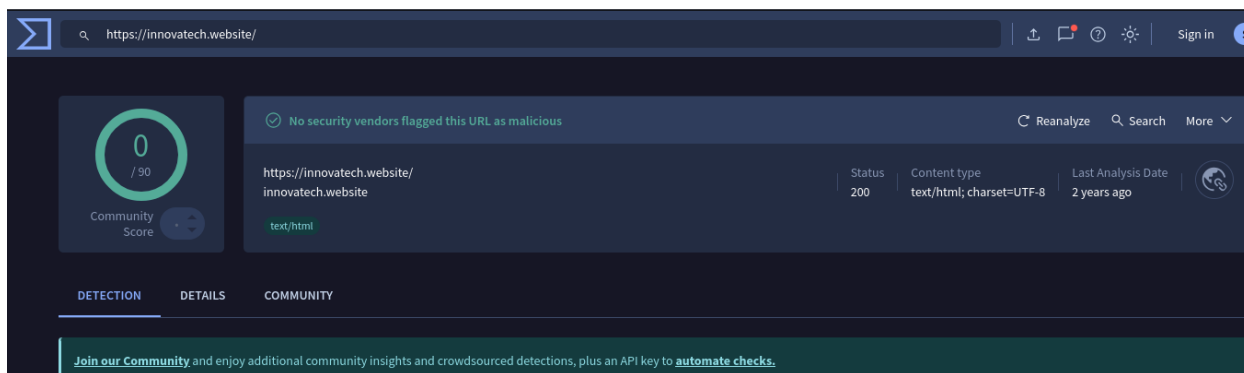 https://innovatech.website/
Sign in
0
/ 90
Community
Score
No security vendors flagged this URL as malicious
Reanalyze Search More
https://innovatech.website/
innovatech.website
text/html
Status
200
Content type
text/html; charset=UTF-8
Last Analysis Date
2 years ago
DETECTION DETAILS COMMUNITY
Join our Community and enjoy additional community insights and crowdsourced detections, plus an API key to automate checks.